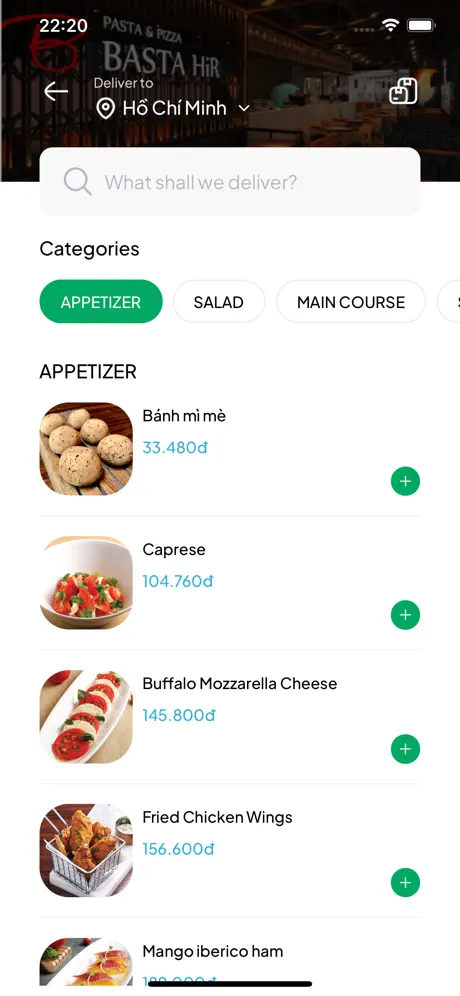 22:20
PASTA & PIZZA
BASTA HiR
Deliver to
Hồ Chí Minh
What shall we deliver?
Categories
APPETIZER
SALAD
MAIN COURSE
APPETIZER
Bánh mì mè
33.480đ
Caprese
104.760đ
Buffalo Mozzarella Cheese
145.800đ
Fried Chicken Wings
156.600đ
Mango iberico ham